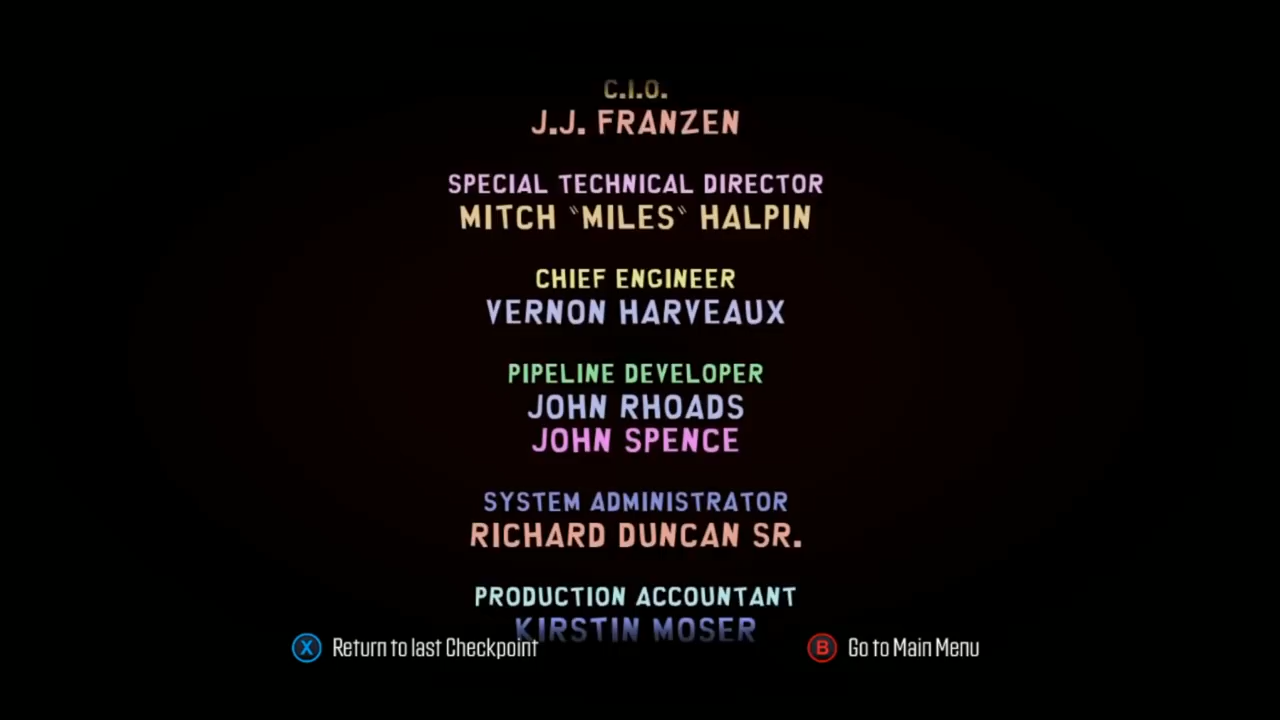 C.I.O.
J.J. FRANZEN
SPECIAL TECHNICAL DIRECTOR
MITCH "MILES" HALPIN
CHIEF ENGINEER
VERNON HARVEAUX
PIPELINE DEVELOPER
JOHN RHOADS
JOHN SPENCE
SYSTEM ADMINISTRATOR
RICHARD DUNCAN SR.
PRODUCTION ACCOUNTANT
KIRSTIN MOSER
X Return to last Checkpoint
B Go to Main Menu